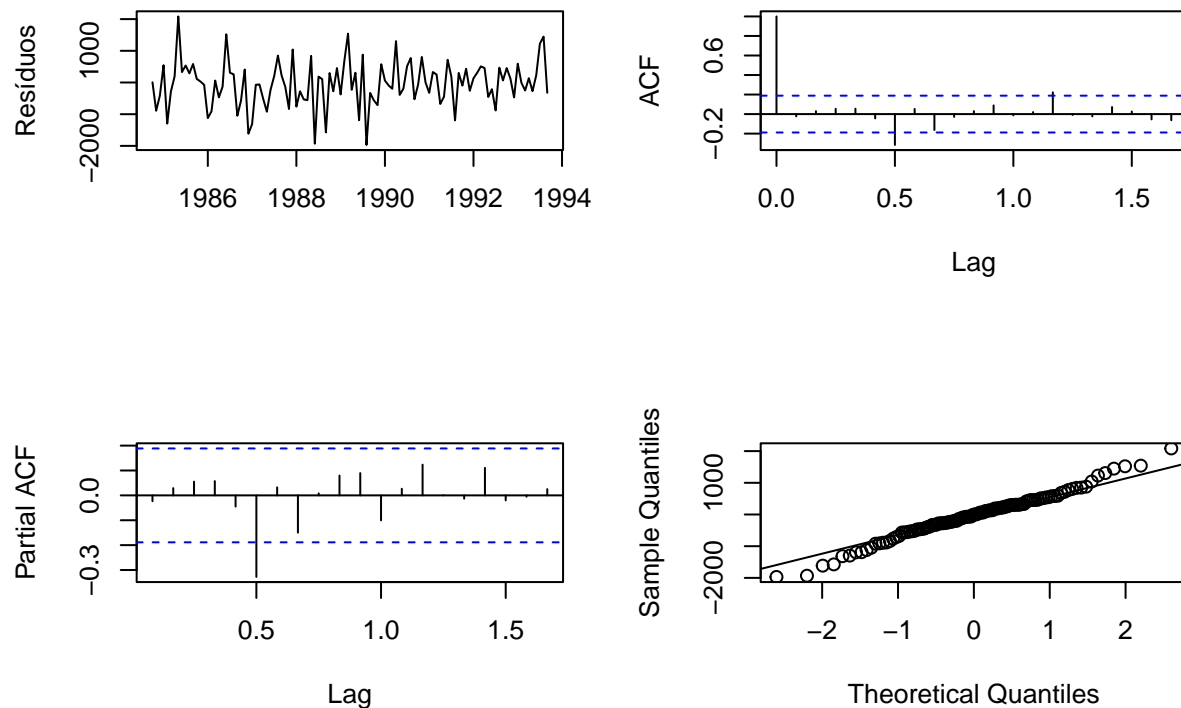 Resíduos
1000
−2000
1986 1988 1990 1992 1994
ACF
0.6
−0.2
0.0 0.5 1.0 1.5
Lag
Partial ACF
0.0
−0.3
0.5 1.0 1.5
Lag
Sample Quantiles
1000
−2000
−2 −1 0 1 2
Theoretical Quantiles